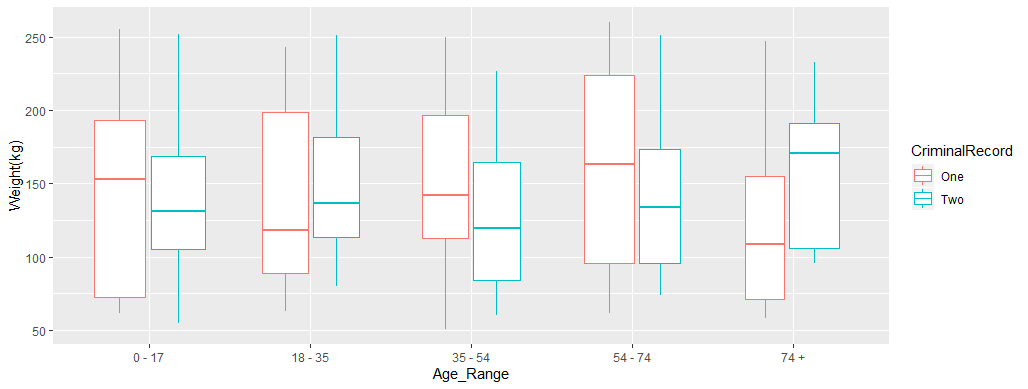 Weight(kg)
250
200
150
100
50
0 - 17
18 - 35
35 - 54
54 - 74
74 +
Age_Range
CriminalRecord
One
Two